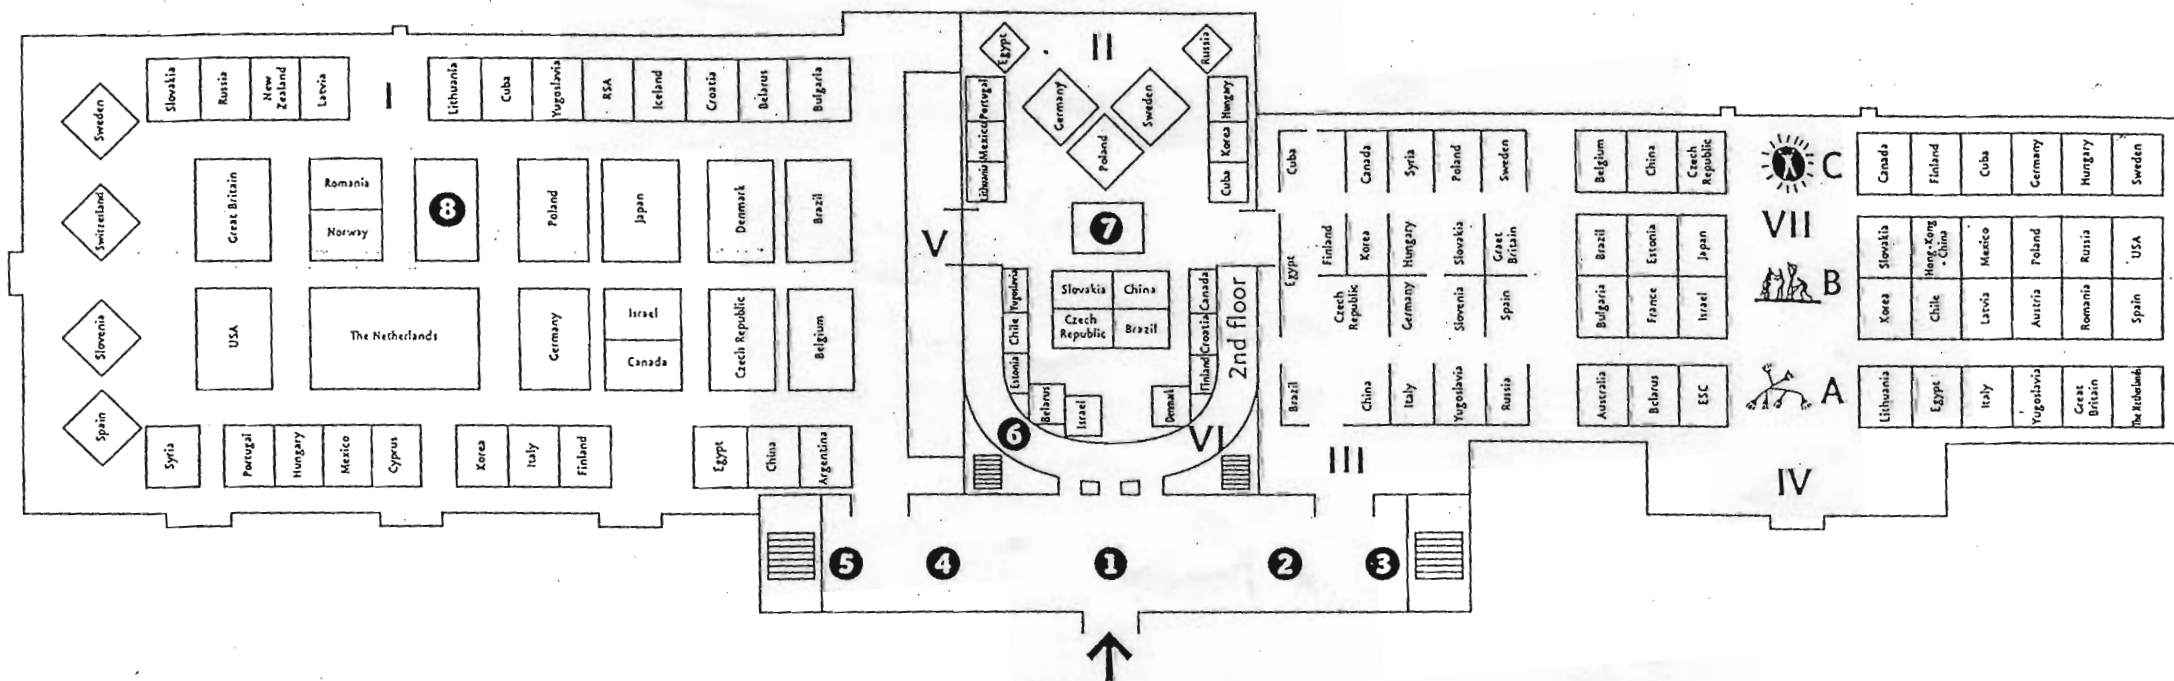 Slovakia
Russia
New
Zealand
Latvia
I
Lithuania
Cuba
Yugoslavia
RSA
Iceland
Croatia
Belarus
Bulgaria
Sweden
Switzerland
Slovenia
Spain
Great Britain
Romania
Norway
8
Poland
Japan
Denmark
Brazil
USA
The Netherlands
Germany
Israel
Canada
Czech Republic
Belgium
Syria
Portugal
Hungary
Mexico
Cyprus
Korea
Italy
Finland
Egypt
China
Argentina
V
Egypt
II
Russia
Portugal
Mexico
Lithuania
Germany
Sweden
Poland
Hungary
Korea
Cuba
7
Yugoslavia
Chile
Estonia
Slovakia
China
Czech
Republic
Brazil
Canada
Croatia
Finland
2nd floor
Belarus
Israel
Denmark
6
VI
Cuba
Canada
Syria
Poland
Sweden
Egypt
Finland
Korea
Hungary
Slovakia
Graet
Britain
Czech
Republic
Germany
Slovenia
Spain
Brazil
China
Italy
Yugoslavia
Russia
III
Belgium
China
Czech
Republic
Brazil
Estonia
Japan
Bulgaria
France
Israel
Australia
Belarus
ESC
C
VII
B
A
IV
Canada
Finland
Cuba
Germany
Hungary
Sweden
Slovakia
Hong-Kong
- China
Mexico
Poland
Russia
USA
Korea
Chile
Latvia
Austria
Romania
Spain
Lithuania
Egypt
Italy
Yugoslavia
Great
Britain
The Netherlands
5
4
1
2
3